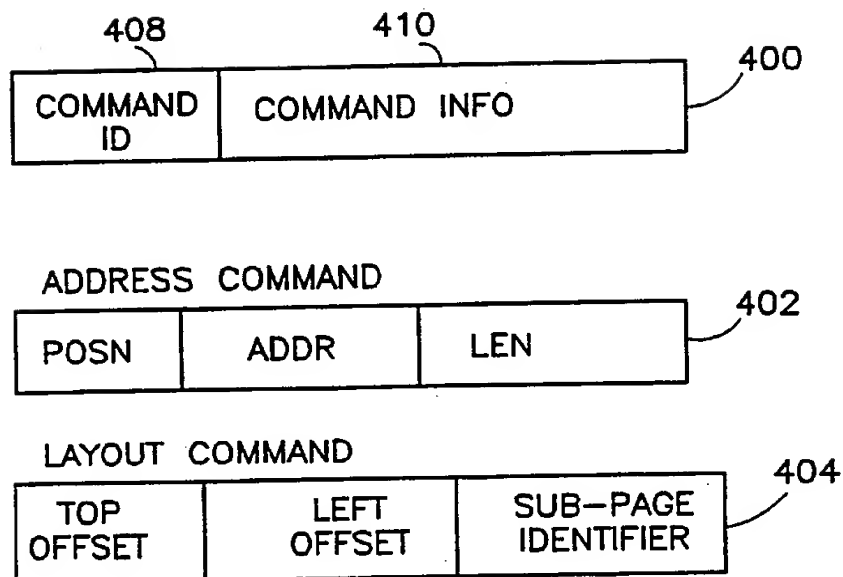 408 410
400
COMMAND ID COMMAND INFO
ADDRESS COMMAND
402
POSN ADDR LEN
LAYOUT COMMAND
404
TOP OFFSET LEFT OFFSET SUB-PAGE IDENTIFIER